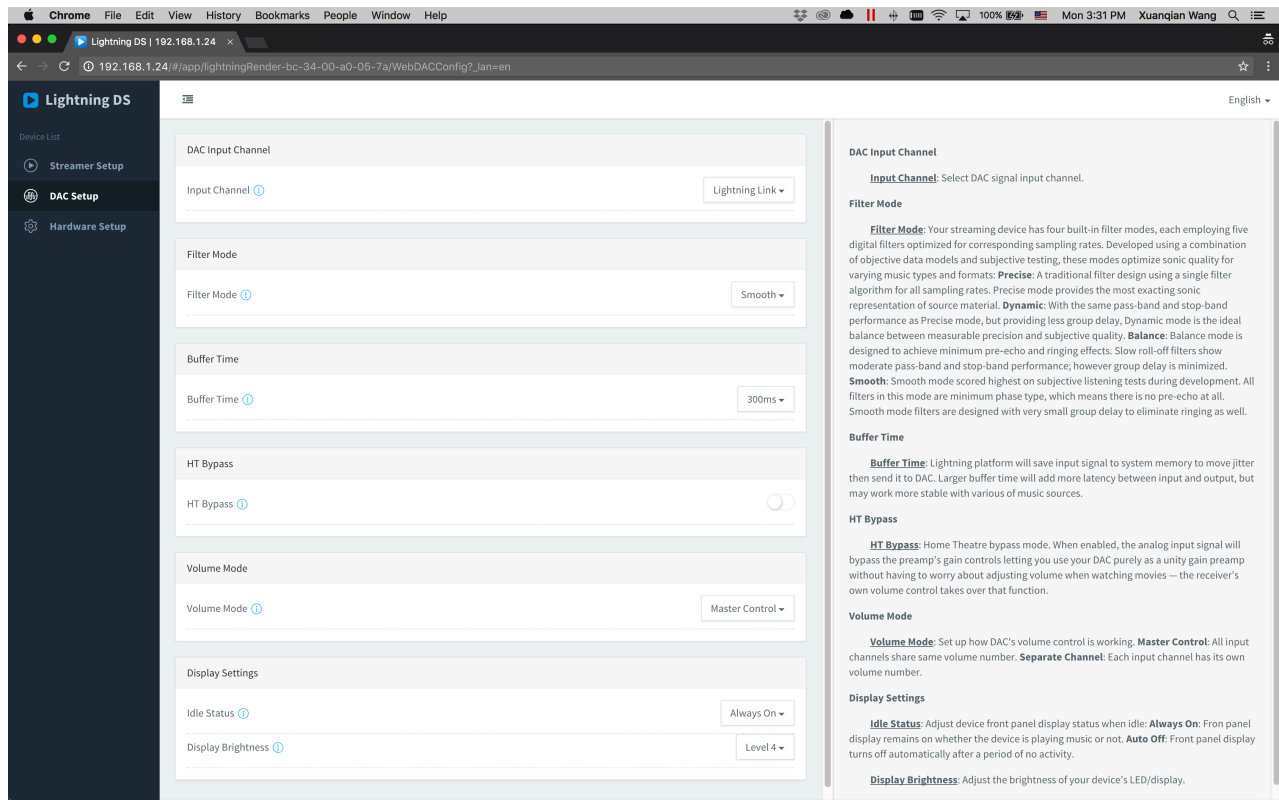 Chrome File Edit View History Bookmarks People Window Help 100% Mon 3:31 PM Xuanqian Wang
Lightning DS | 192.168.1.24 ×
192.168.1.24/#/app/lightningRender-bc-34-00-a0-05-7a/WebDACConfig?_lan=en
Lightning DS
English
Device List
Streamer Setup
DAC Setup
Hardware Setup
DAC Input Channel
Input Channel Lightning Link
Filter Mode
Filter Mode Smooth
Buffer Time
Buffer Time 300ms
HT Bypass
HT Bypass
Volume Mode
Volume Mode Master Control
Display Settings
Idle Status Always On
Display Brightness Level 4
DAC Input Channel
Input Channel: Select DAC signal input channel.
Filter Mode
Filter Mode: Your streaming device has four built-in filter modes, each employing five
digital filters optimized for corresponding sampling rates. Developed using a combination
of objective data models and subjective testing, these modes optimize sonic quality for
varying music types and formats: Precise: A traditional filter design using a single filter
algorithm for all sampling rates. Precise mode provides the most exacting sonic
representation of source material. Dynamic: With the same pass-band and stop-band
performance as Precise mode, but providing less group delay, Dynamic mode is the ideal
balance between measurable precision and subjective quality. Balance: Balance mode is
designed to achieve minimum pre-echo and ringing effects. Slow roll-off filters show
moderate pass-band and stop-band performance; however group delay is minimized.
Smooth: Smooth mode scored highest on subjective listening tests during development. All
filters in this mode are minimum phase type, which means there is no pre-echo at all.
Smooth mode filters are designed with very small group delay to eliminate ringing as well.
Buffer Time
Buffer Time: Lightning platform will save input signal to system memory to move jitter
then send it to DAC. Larger buffer time will add more latency between input and output, but
may work more stable with various of music sources.
HT Bypass
HT Bypass: Home Theatre bypass mode. When enabled, the analog input signal will
bypass the preamp's gain controls letting you use your DAC purely as a unity gain preamp
without having to worry about adjusting volume when watching movies — the receiver's
own volume control takes over that function.
Volume Mode
Volume Mode: Set up how DAC's volume control is working. Master Control: All input
channels share same volume number. Separate Channel: Each input channel has its own
volume number.
Display Settings
Idle Status: Adjust device front panel display status when idle: Always On: Fron panel
display remains on whether the device is playing music or not. Auto Off: Front panel display
turns off automatically after a period of no activity.
Display Brightness: Adjust the brightness of your device's LED/display.